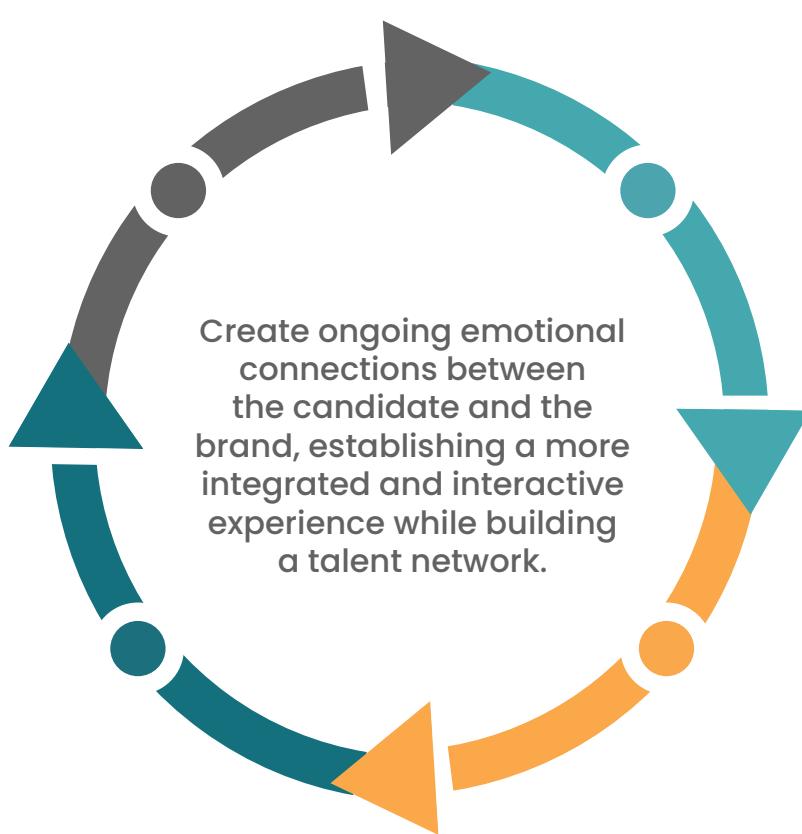 Create ongoing emotional
connections between
the candidate and the
brand, establishing a more
integrated and interactive
experience while building
a talent network.